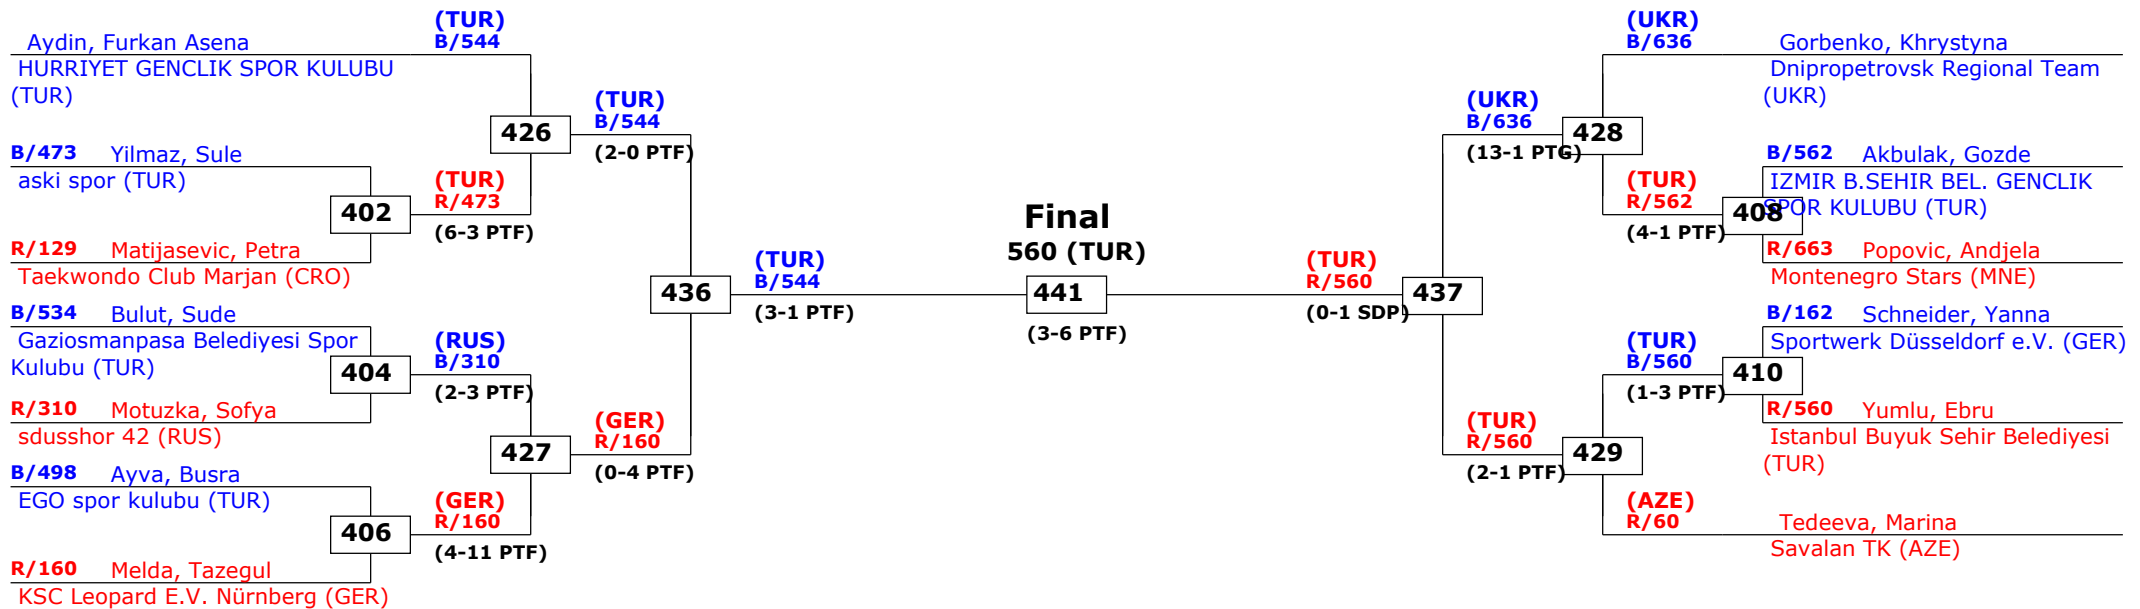 (TUR)
B/544
Aydin, Furkan Asena
HURRIYET GENCLIK SPOR KULUBU
(TUR)
426
(TUR)
B/544
(2-0 PTF)
B/473 Yilmaz, Sule
aski spor (TUR)
402
(TUR)
R/473
(6-3 PTF)
R/129 Matijasevic, Petra
Taekwondo Club Marjan (CRO)
436
(TUR)
B/544
(3-1 PTF)
B/534 Bulut, Sude
Gaziosmanpasa Belediyesi Spor
Kulubu (TUR)
404
(RUS)
B/310
(2-3 PTF)
R/310 Motuzka, Sofya
sdusshor 42 (RUS)
427
(GER)
R/160
(0-4 PTF)
B/498 Ayva, Busra
EGO spor kulubu (TUR)
406
(GER)
R/160
(4-11 PTF)
R/160 Melda, Tazegul
KSC Leopard E.V. Nürnberg (GER)
Final
560 (TUR)
441
(3-6 PTF)
(UKR)
B/636
Gorbenko, Khrystyna
Dnipropetrovsk Regional Team
(UKR)
(UKR)
B/636
428
(13-1 PTG)
B/562 Akbulak, Gozde
IZMIR B.SEHIR BEL. GENCLIK
SPOR KULUBU (TUR)
(TUR)
R/562
408
(4-1 PTF)
R/663 Popovic, Andjela
Montenegro Stars (MNE)
(TUR)
R/560
437
(0-1 SDP)
B/162 Schneider, Yanna
Sportwerk Düsseldorf e.V. (GER)
(TUR)
B/560
410
(1-3 PTF)
R/560 Yumlu, Ebru
Istanbul Buyuk Sehir Belediyesi
(TUR)
(TUR)
R/560
429
(2-1 PTF)
(AZE)
R/60
Tedeeva, Marina
Savalan TK (AZE)